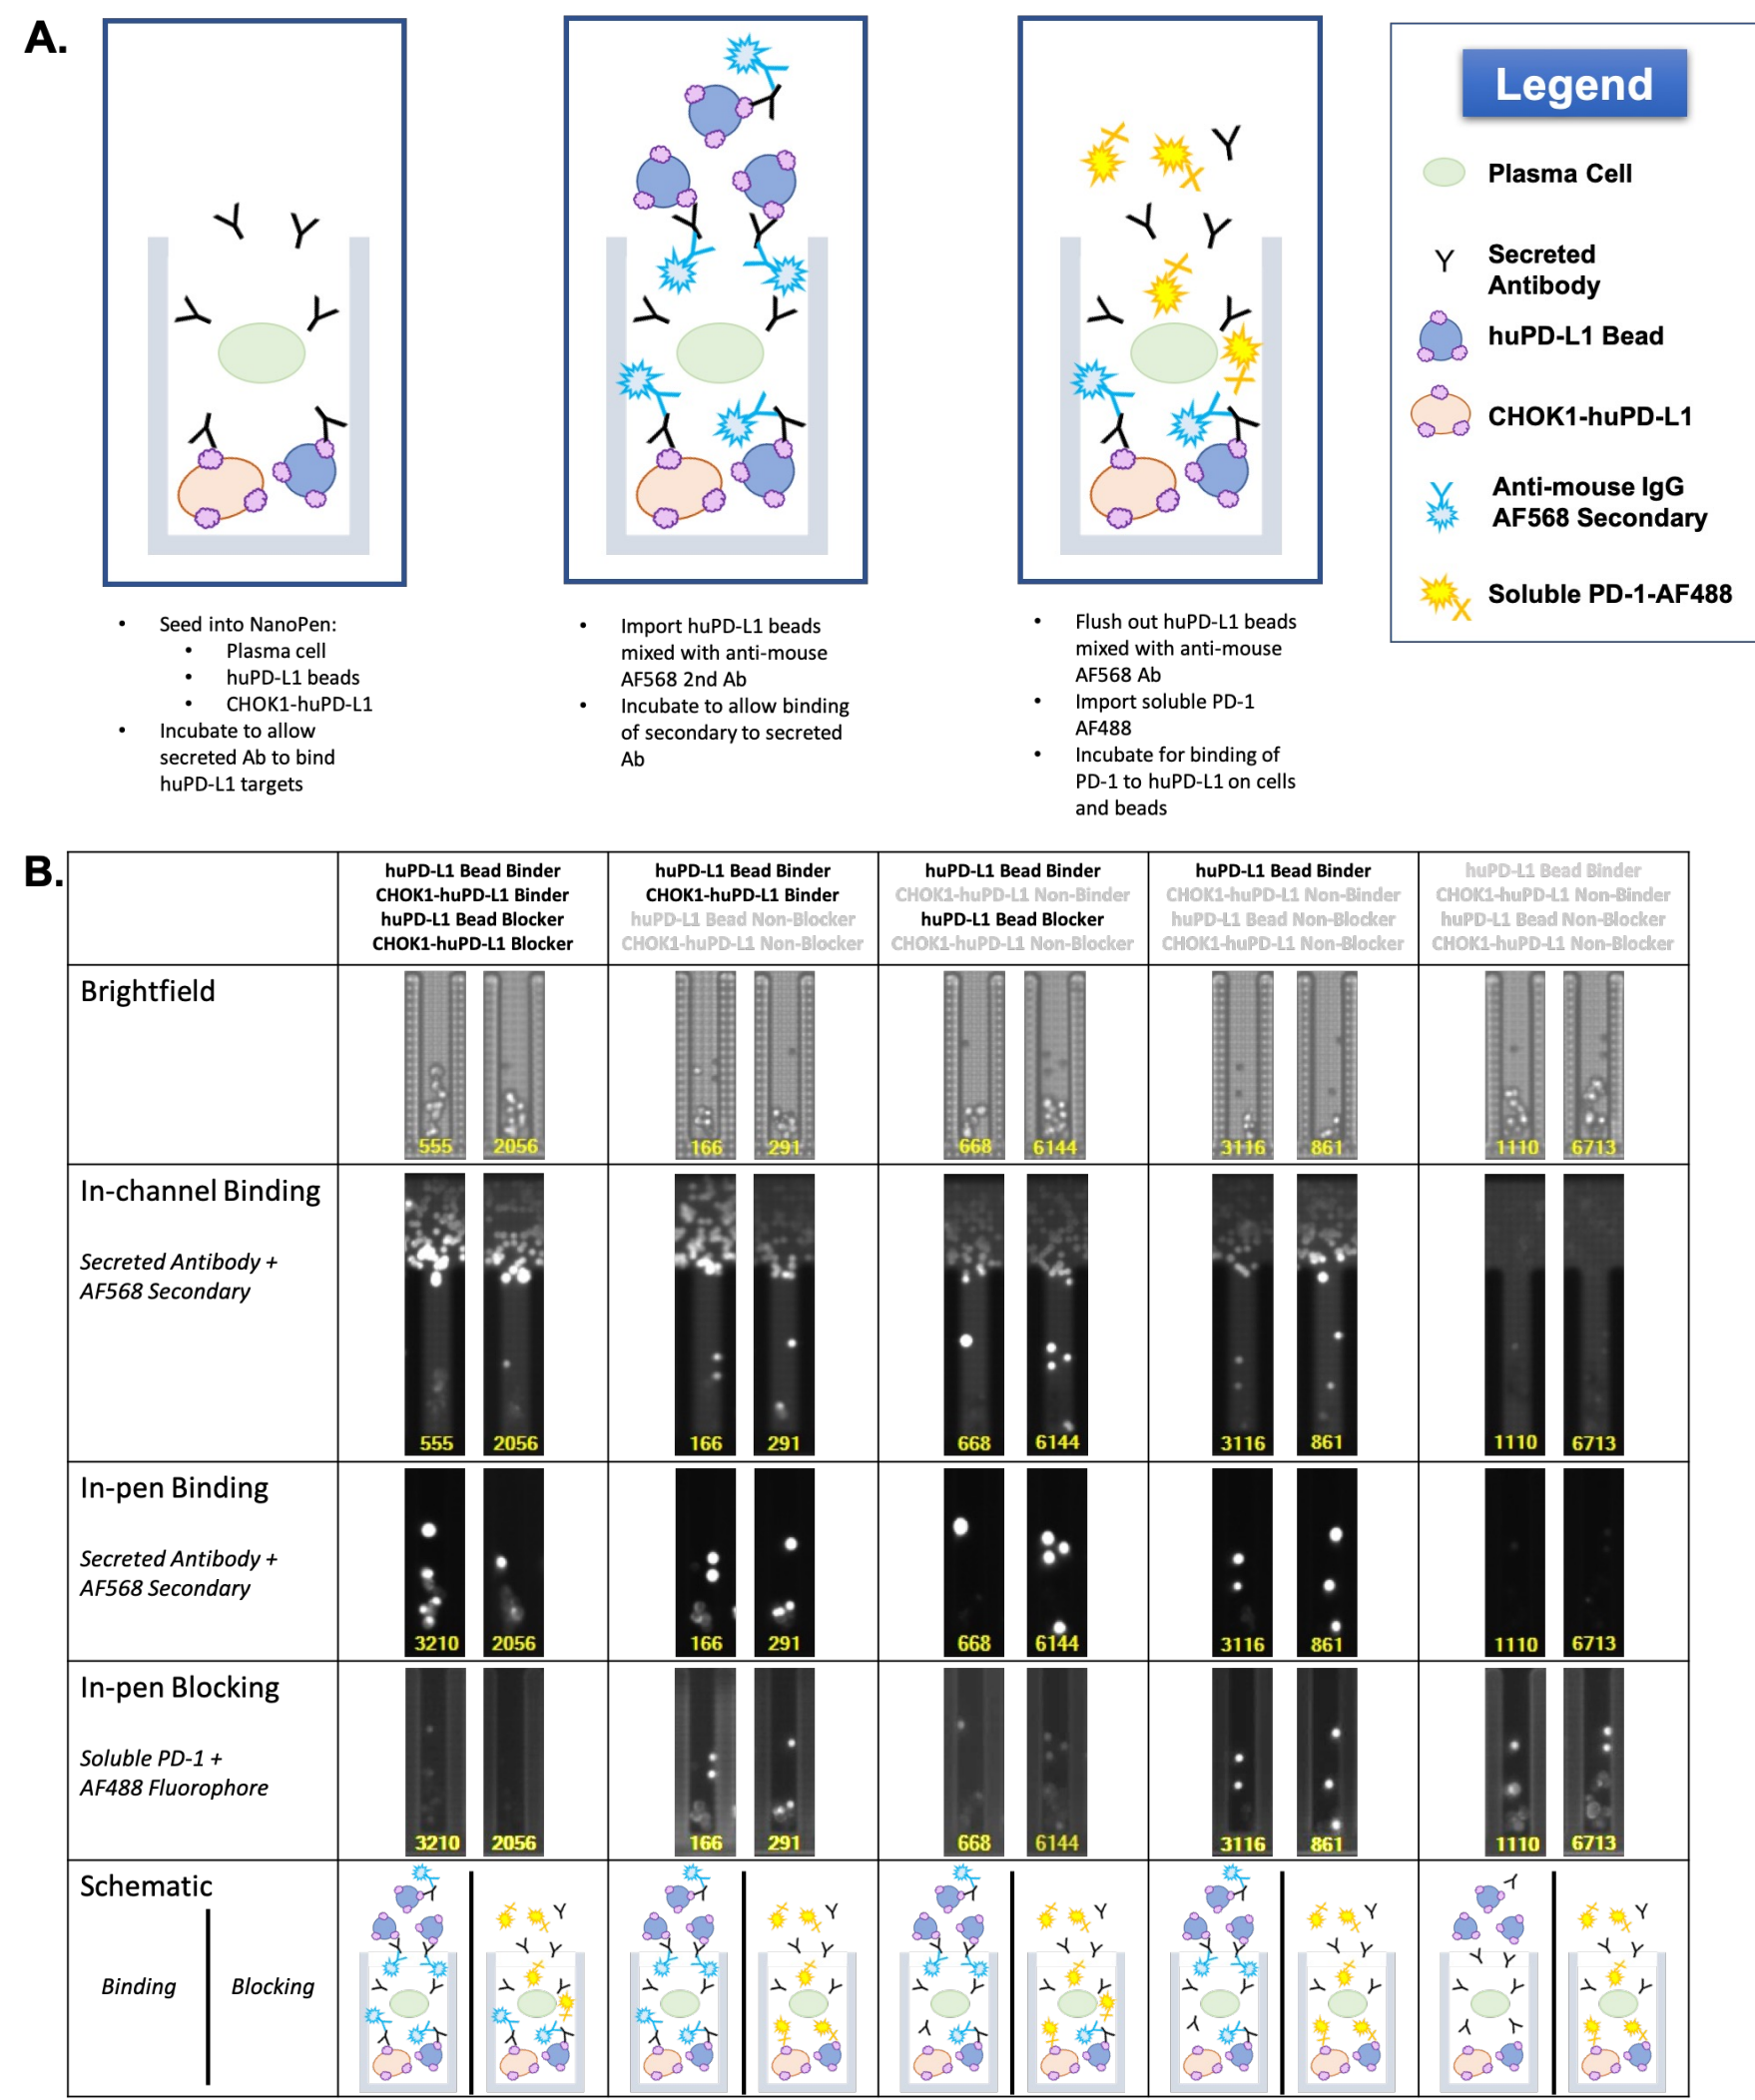 A.
Legend
Plasma Cell
Secreted
Antibody
huPD-L1 Bead
CHOK1-huPD-L1
Anti-mouse IgG
AF568 Secondary
Soluble PD-1-AF488
• Seed into NanoPen:
• Plasma cell
• huPD-L1 beads
• CHOK1-huPD-L1
• Incubate to allow
secreted Ab to bind
huPD-L1 targets
• Import huPD-L1 beads
mixed with anti-mouse
AF568 2nd Ab
• Incubate to allow binding
of secondary to secreted
Ab
• Flush out huPD-L1 beads
mixed with anti-mouse
AF568 Ab
• Import soluble PD-1
AF488
• Incubate for binding of
PD-1 to huPD-L1 on cells
and beads
B.
huPD-L1 Bead Binder
CHOK1-huPD-L1 Binder
huPD-L1 Bead Blocker
CHOK1-huPD-L1 Blocker
huPD-L1 Bead Binder
CHOK1-huPD-L1 Binder
huPD-L1 Bead Non-Blocker
CHOK1-huPD-L1 Non-Blocker
huPD-L1 Bead Binder
CHOK1-huPD-L1 Non-Binder
huPD-L1 Bead Blocker
CHOK1-huPD-L1 Non-Blocker
huPD-L1 Bead Binder
CHOK1-huPD-L1 Non-Binder
huPD-L1 Bead Non-Blocker
CHOK1-huPD-L1 Non-Blocker
huPD-L1 Bead Binder
CHOK1-huPD-L1 Non-Binder
huPD-L1 Bead Non-Blocker
CHOK1-huPD-L1 Non-Blocker
Brightfield
555 2056 166 291 668 6144 3116 861 1110 6713
In-channel Binding
Secreted Antibody +
AF568 Secondary
555 2056 166 291 668 6144 3116 861 1110 6713
In-pen Binding
Secreted Antibody +
AF568 Secondary
3210 2056 166 291 668 6144 3116 861 1110 6713
In-pen Blocking
Soluble PD-1 +
AF488 Fluorophore
3210 2056 166 291 668 6144 3116 861 1110 6713
Schematic
Binding Blocking